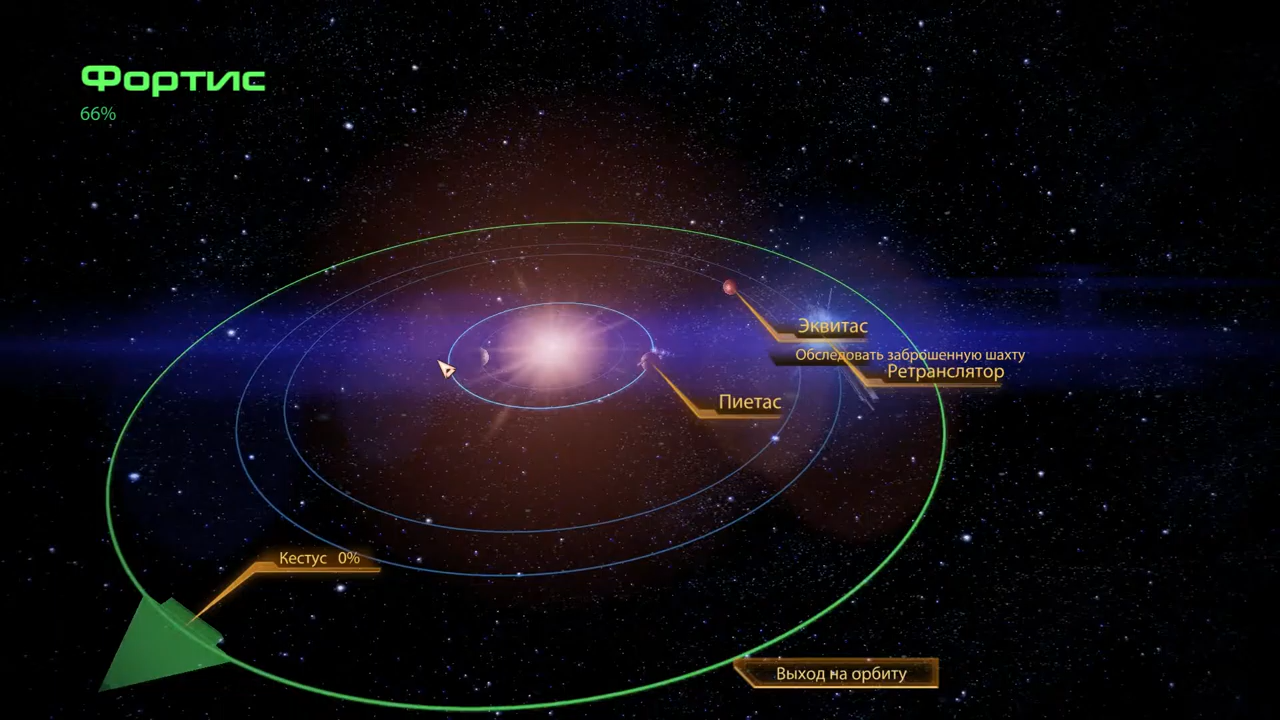 Фортис
66%
Эквитас
Обследовать заброшенную шахту
Ретранслятор
Пиетас
Кестус 0%
Выход на орбиту